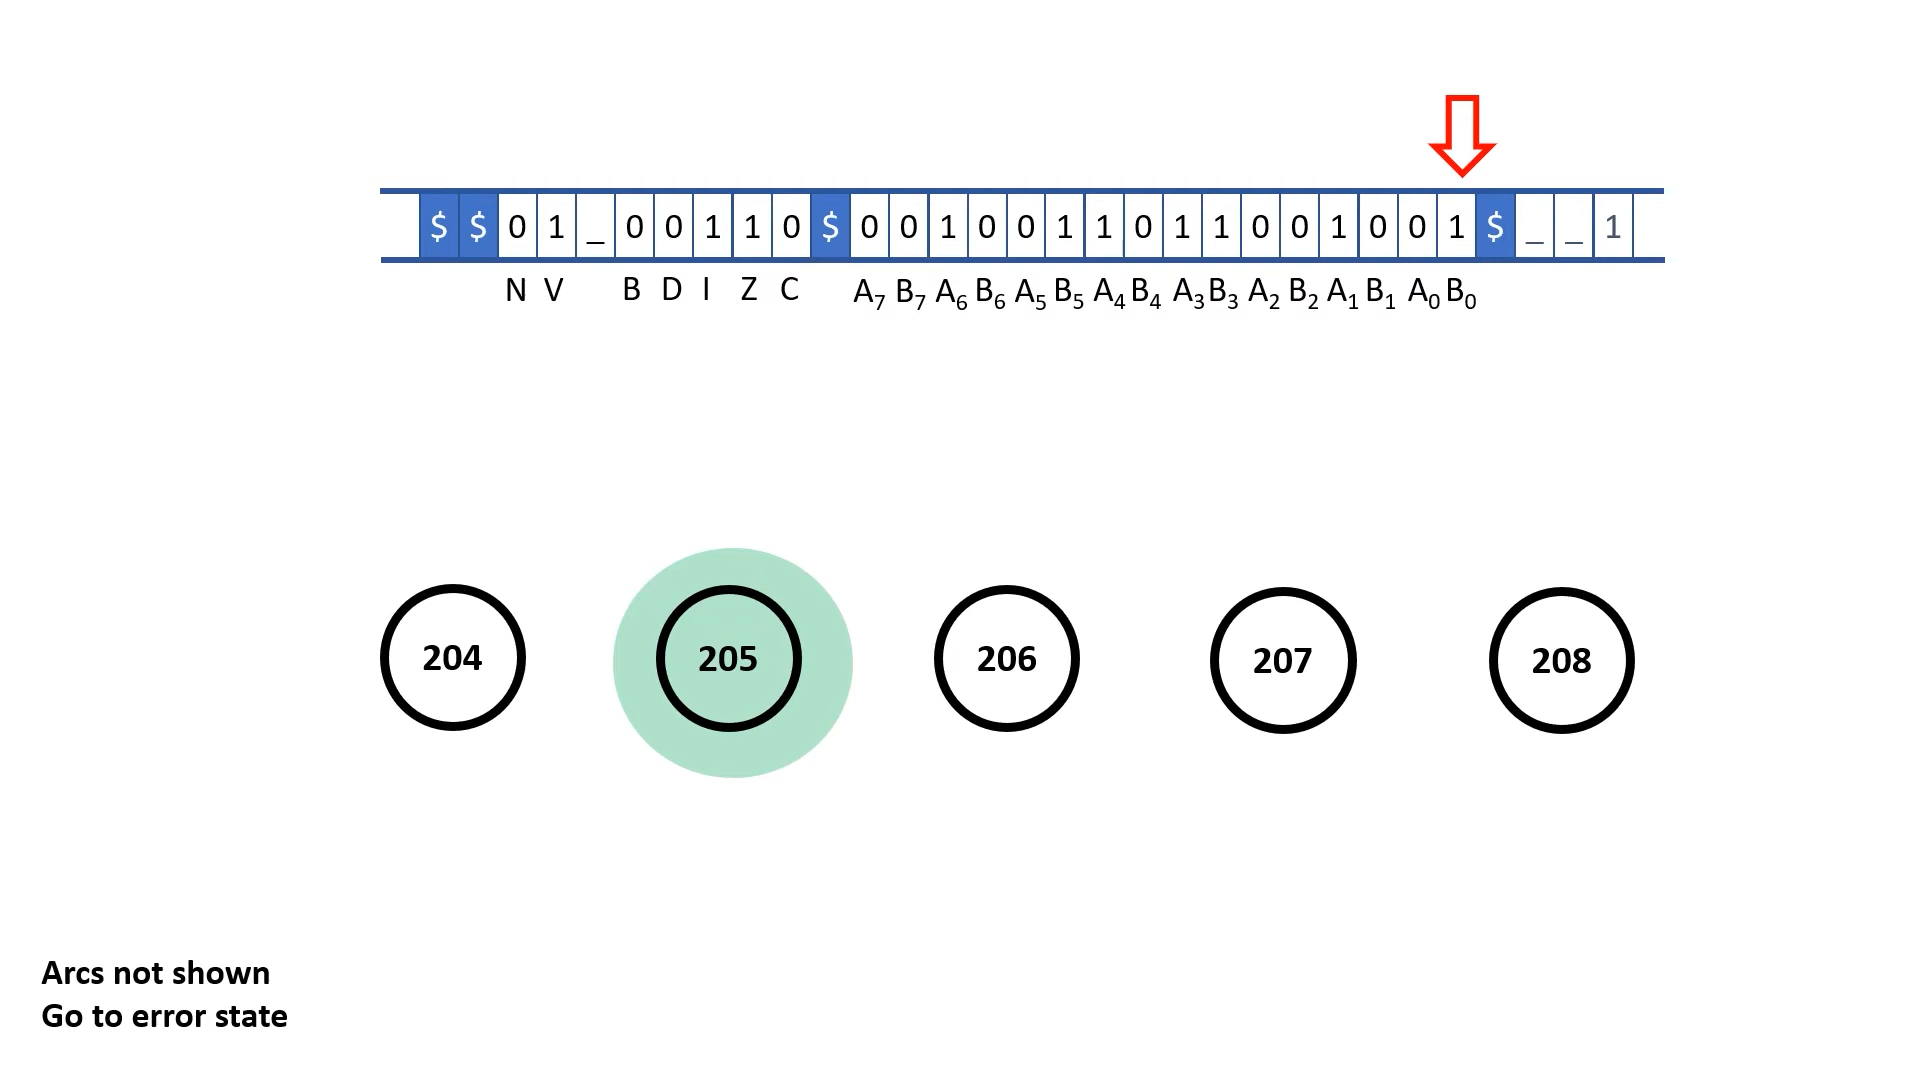 $ $ 0 1 _ 0 0 1 1 0 $ 0 0 1 0 0 1 1 0 1 1 0 0 1 0 0 1 $ _ _ 1
N V B D I Z C A₇ B₇ A₆ B₆ A₅ B₅ A₄ B₄ A₃ B₃ A₂ B₂ A₁ B₁ A₀ B₀
204 205 206 207 208
Arcs not shown
Go to error state